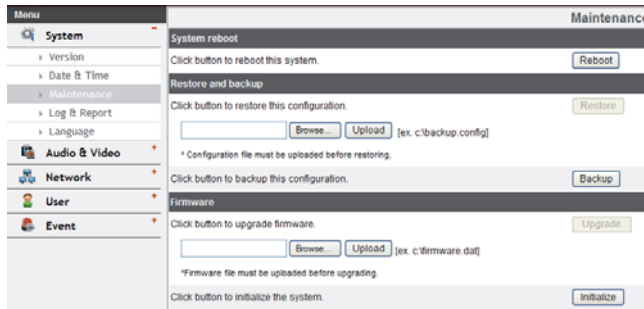 Menu
Maintenance
System
System reboot
Version
Click button to reboot this system.
Reboot
Date & Time
Restore and backup
Maintenance
Click button to restore this configuration.
Restore
Log & Report
Language
Browse... Upload [ex. c:\backup.config]
Audio & Video
* Configuration file must be uploaded before restoring.
Network
Click button to backup this configuration.
Backup
User
Firmware
Event
Click button to upgrade firmware.
Upgrade
Browse... Upload [ex. c:\firmware.dat]
*Firmware file must be uploaded before upgrading.
Click button to initialize the system.
Initialize